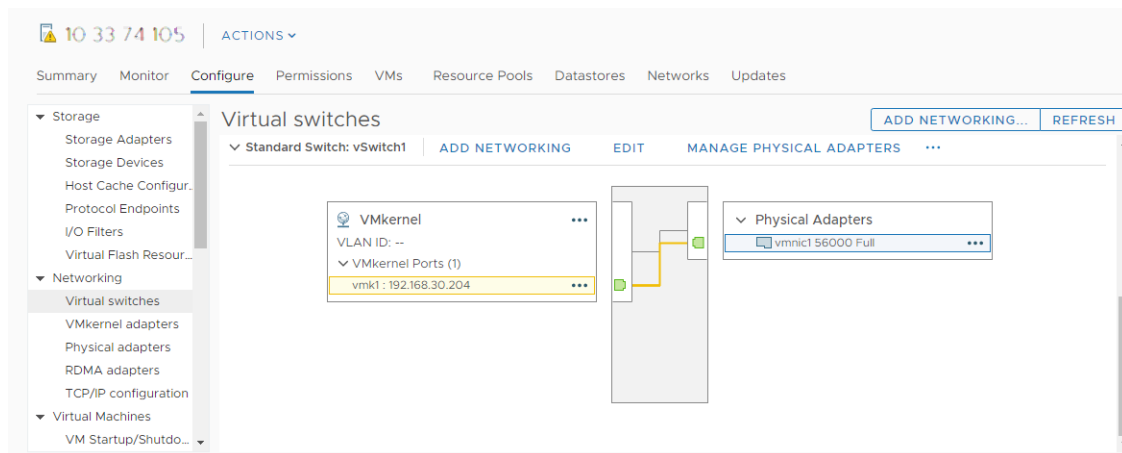 10 33 74 105 ACTIONS
Summary Monitor Configure Permissions VMs Resource Pools Datastores Networks Updates
Storage
Storage Adapters
Storage Devices
Host Cache Configur..
Protocol Endpoints
I/O Filters
Virtual Flash Resour...
Networking
Virtual switches
VMkernel adapters
Physical adapters
RDMA adapters
TCP/IP configuration
Virtual Machines
VM Startup/Shutdo...
Virtual switches
ADD NETWORKING... REFRESH
Standard Switch: vSwitch1 ADD NETWORKING EDIT MANAGE PHYSICAL ADAPTERS ...
VMkernel ...
VLAN ID: --
VMkernel Ports (1)
vmk1 : 192.168.30.204 ...
Physical Adapters
vmnic1 56000 Full ...